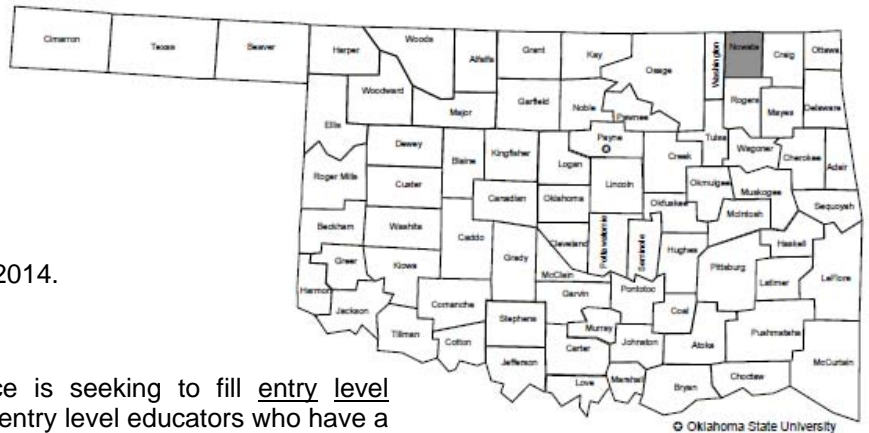 Cimarron Texas Beaver Harper Woods Alfalfa Grant Kay Osage Washington Nowata Craig Ottawa
Woodward Major Garfield Noble Pawnee Rogers Mayes Delaware
Ellis Dewey Blaine Kingfisher Logan Payne Creek Tulsa Wagoner Cherokee Adair
Roger Mills Custer Canadian Oklahoma Lincoln Okfuskee Okmulgee Muskogee McIntosh Sequoyah
Beckham Washita Caddo Grady Cleveland Pottawatomie Seminole Hughes Pittsburg Haskell
2014.
Harmon Greer Kiowa McClain Garvin Pontotoc Coal Latimer LeFlore
Jackson Comanche Stephens Murray Johnston Atoka Pushmataha
Tillman Cotton Jefferson Carter Love Marshall Bryan Choctaw McCurtain
ce is seeking to fill entry level
entry level educators who have a
Oklahoma State University